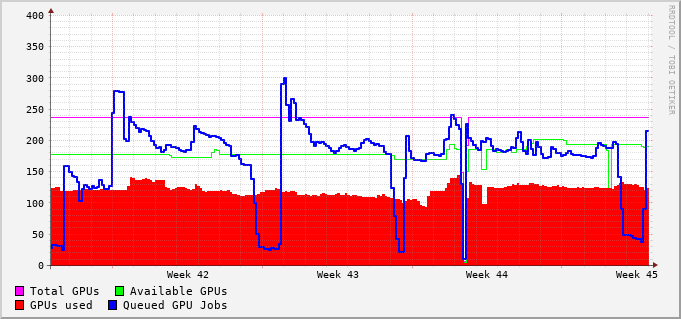 400
350
300
250
200
150
100
50
0
Week 42 Week 43 Week 44 Week 45
Total GPUs Available GPUs
GPUs used Queued GPU Jobs
RRDTOOL / TOBI OETIKER